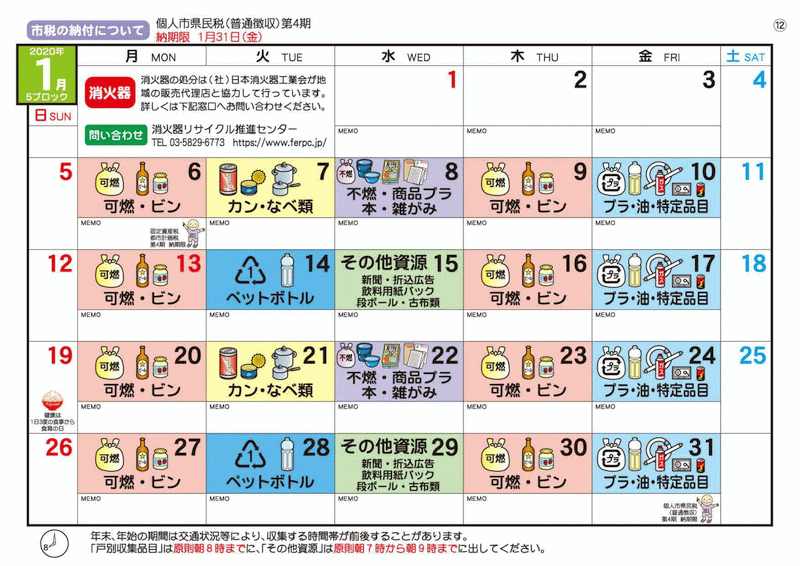 市税の納付について
個人市県民税(普通徴収)第4期
納期限 1月31日(金)
⑫
2020年
1月
5ブロック
日 SUN
月 MON
火 TUE
水 WED
木 THU
金 FRI
土 SAT
消火器
消火器の処分は(社)日本消火器工業会が地
域の販売代理店と協力して行っています。
詳しくは下記窓口へお問い合わせください。
問い合わせ
消火器リサイクル推進センター
TEL 03-5829-6773 https://www.ferpc.jp/
1
MEMO
2
MEMO
3
MEMO
4
5
6
可燃
可燃・ビン
MEMO
固定資産税
都市計画税
第4期 納期限
7
カン・なべ類
MEMO
8
不燃
不燃・商品プラ
本・雑がみ
MEMO
9
可燃
可燃・ビン
MEMO
10
プラ
プラ・油・特定品目
MEMO
11
12
13
可燃
可燃・ビン
MEMO
14
1
ペットボトル
MEMO
15
その他資源
新聞・折込広告
飲料用紙パック
段ボール・古布類
MEMO
16
可燃
可燃・ビン
MEMO
17
プラ
プラ・油・特定品目
MEMO
18
19
健康は
1日3度の食事から
食育の日
20
可燃
可燃・ビン
MEMO
21
カン・なべ類
MEMO
22
不燃
不燃・商品プラ
本・雑がみ
MEMO
23
可燃
可燃・ビン
MEMO
24
プラ
プラ・油・特定品目
MEMO
25
26
27
可燃
可燃・ビン
MEMO
28
1
ペットボトル
MEMO
29
その他資源
新聞・折込広告
飲料用紙パック
段ボール・古布類
MEMO
30
可燃
可燃・ビン
MEMO
31
プラ
プラ・油・特定品目
MEMO
個人市県民税
(普通徴収)
第4期 納期限
8
年末、年始の期間は交通状況等により、収集する時間帯が前後することがあります。
「戸別収集品目」は原則朝8時までに、「その他資源」は原則朝7時から朝9時までに出してください。